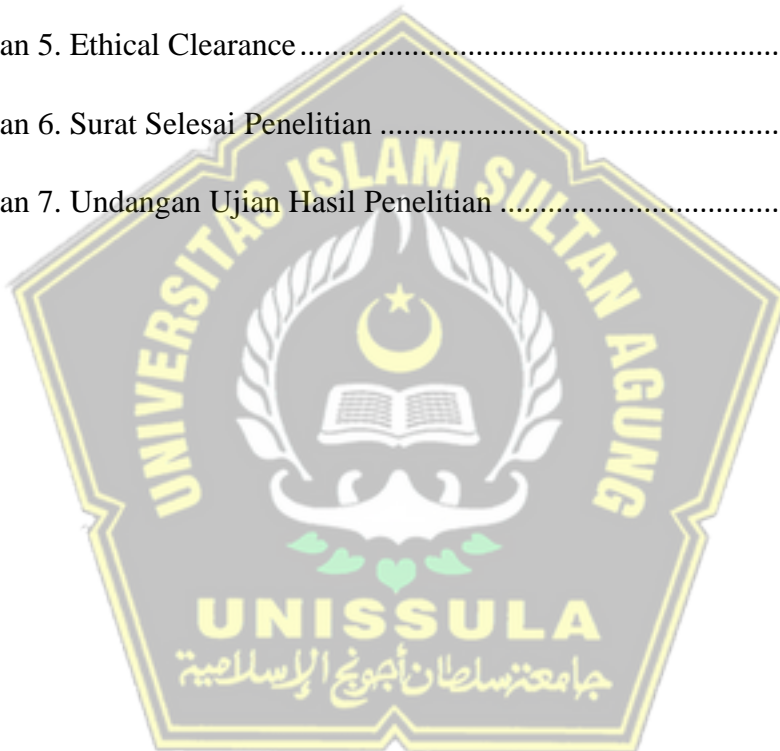 an 5. Ethical Clearance..............................................................
an 6. Surat Selesai Penelitian ....................................................
an 7. Undangan Ujian Hasil Penelitian .....................................
UNIVERSITAS ISLAM SULTAN AGUNG
UNISSULA
جامعة سلطان أجونج الإسلامية